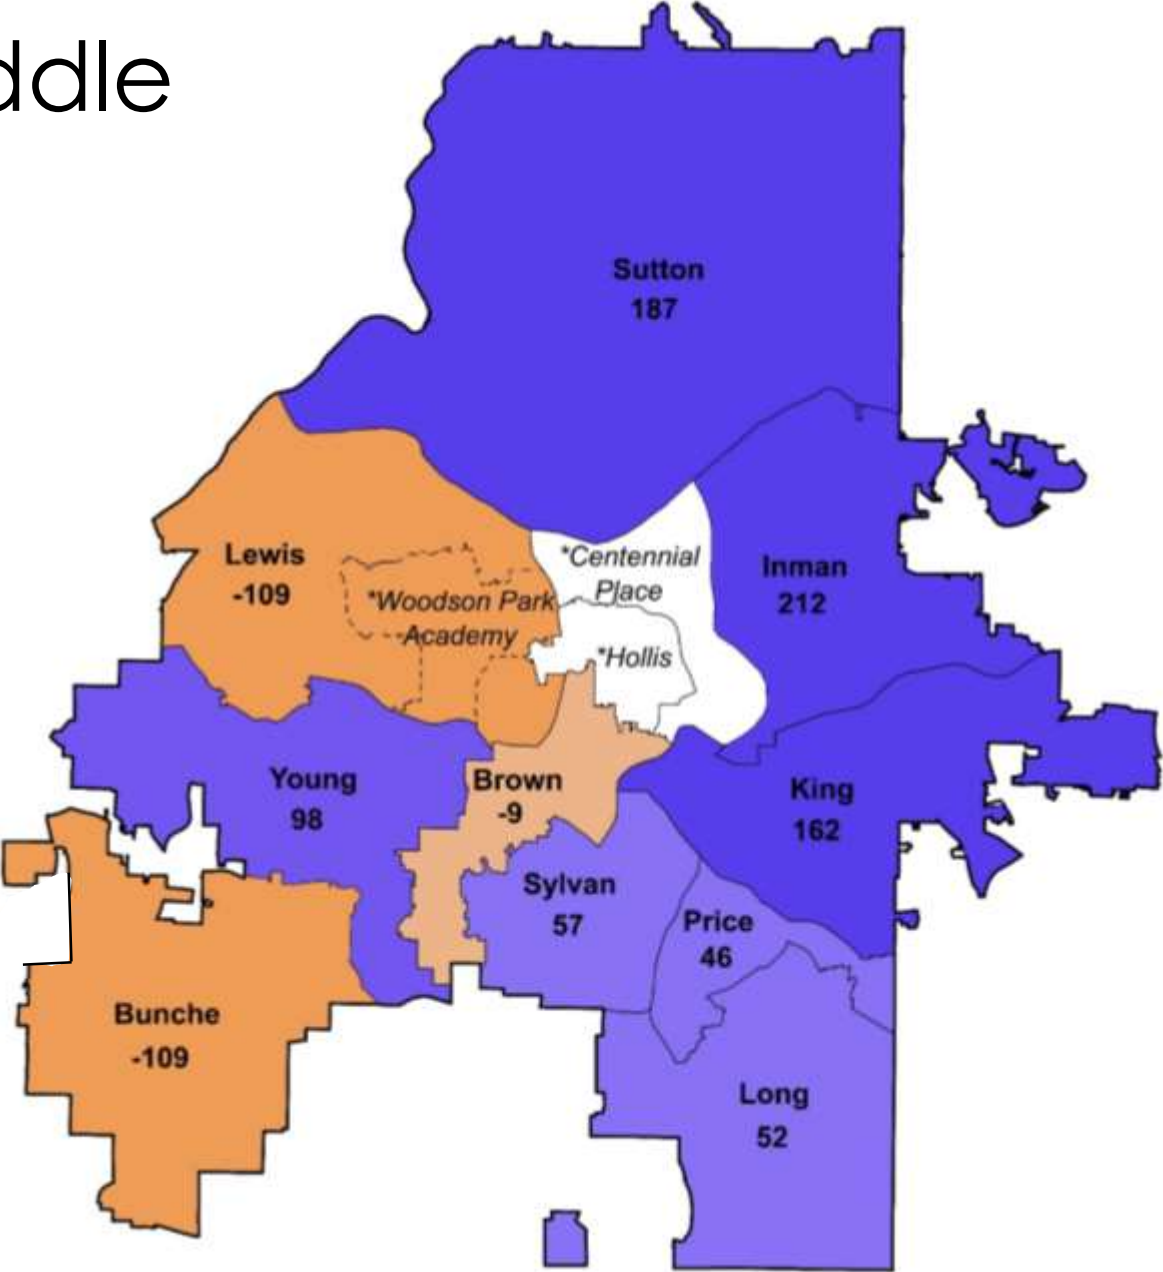 ddle
Sutton
187
Lewis
-109
*Woodson Park
Academy
*Centennial
Place
*Hollis
Inman
212
Young
98
Brown
-9
King
162
Sylvan
57
Price
46
Bunche
-109
Long
52